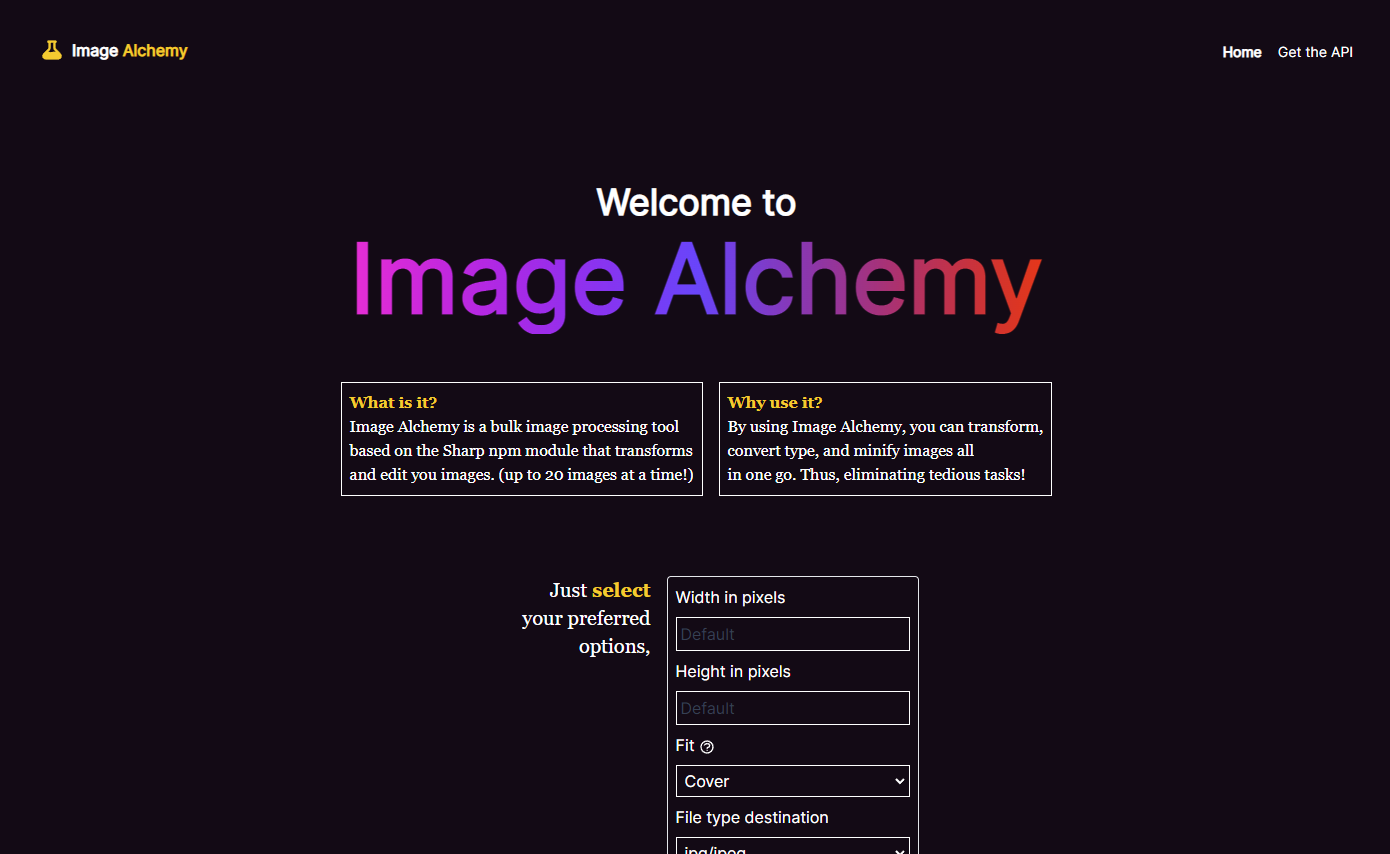 Image Alchemy
Home
Get the API
Welcome to
Image Alchemy
What is it?
Image Alchemy is a bulk image processing tool
based on the Sharp npm module that transforms
and edit you images. (up to 20 images at a time!)
Why use it?
By using Image Alchemy, you can transform,
convert type, and minify images all
in one go. Thus, eliminating tedious tasks!
Just select
your preferred
options,
Width in pixels
Default
Height in pixels
Default
Fit
Cover
File type destination
jpg/jpeg